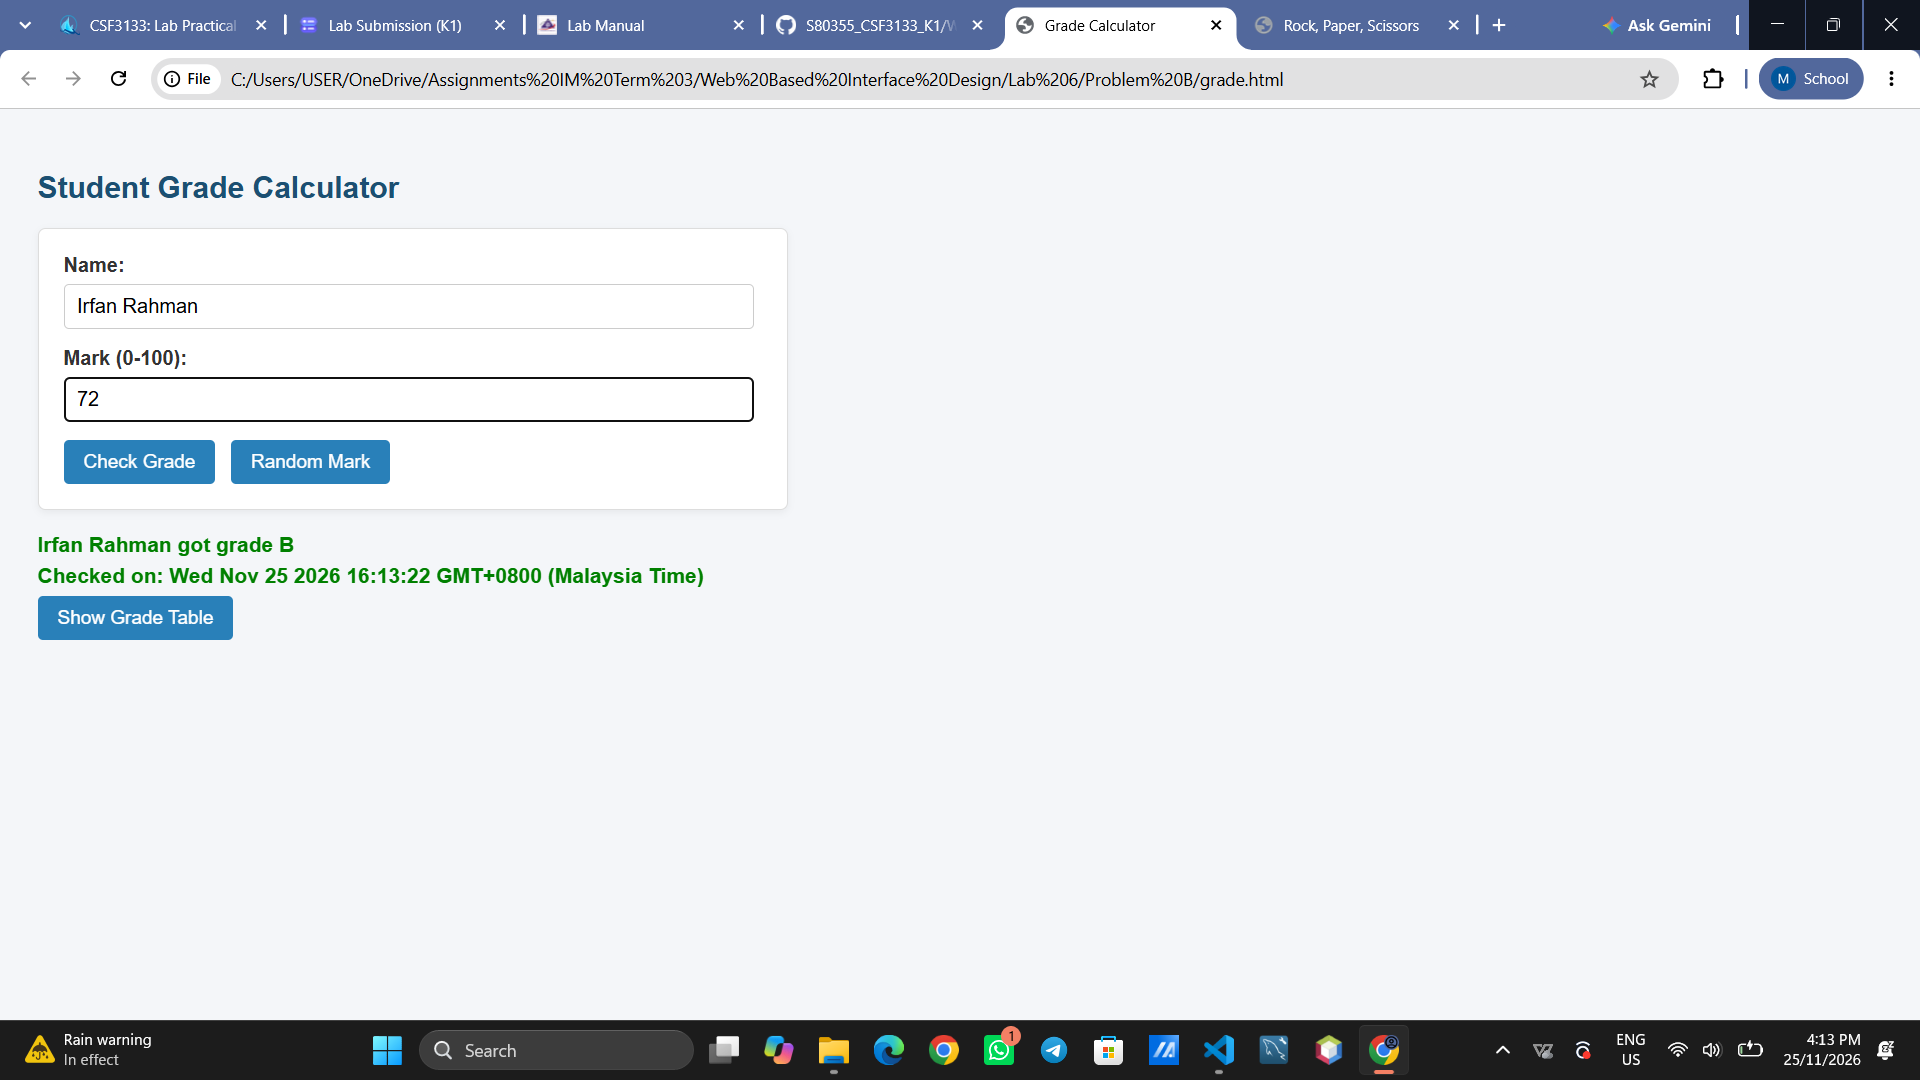 CSF3133: Lab Practical
Lab Submission (K1)
Lab Manual
S80355_CSF3133_K1/W
Grade Calculator
Rock, Paper, Scissors
Ask Gemini
File
C:/Users/USER/OneDrive/Assignments%20IM%20Term%203/Web%20Based%20Interface%20Design/Lab%206/Problem%20B/grade.html
M
School
Student Grade Calculator
Name:
Irfan Rahman
Mark (0-100):
72
Check Grade
Random Mark
Irfan Rahman got grade B
Checked on: Wed Nov 25 2026 16:13:22 GMT+0800 (Malaysia Time)
Show Grade Table
Rain warning
In effect
Search
1
ENG
US
4:13 PM
25/11/2026